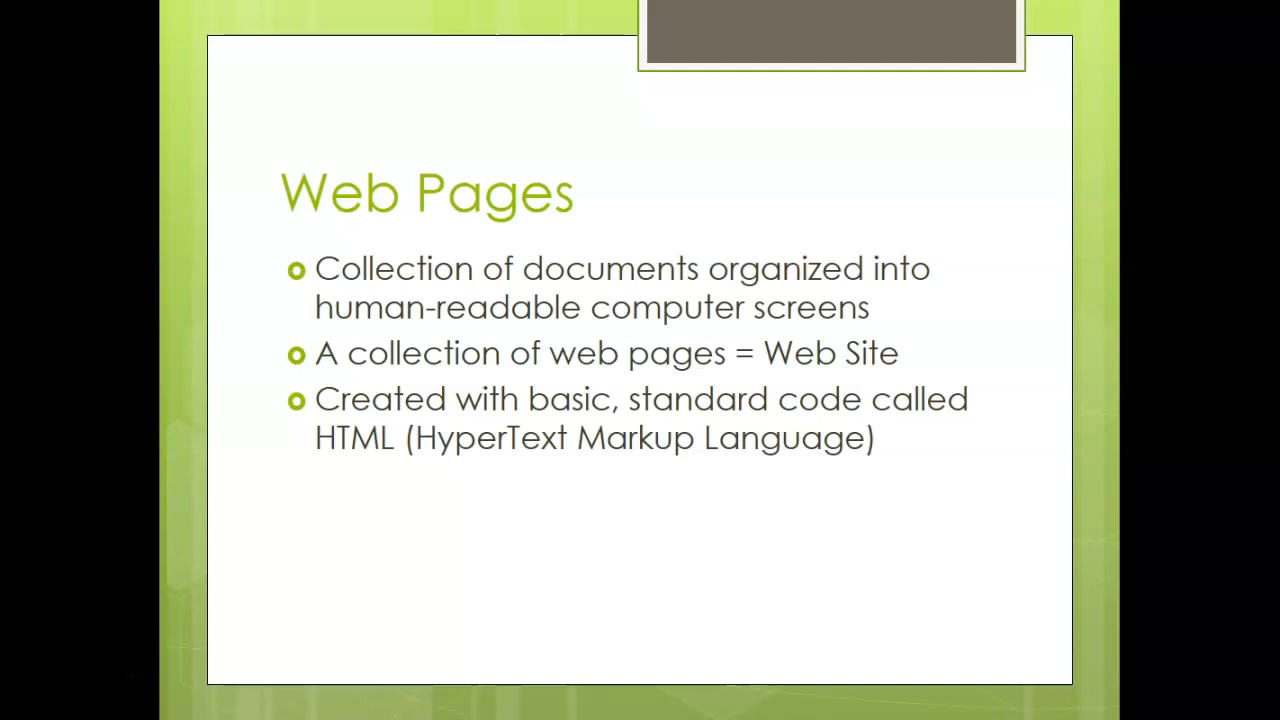 Web Pages
Collection of documents organized into
human-readable computer screens
A collection of web pages = Web Site
Created with basic, standard code called
HTML (HyperText Markup Language)